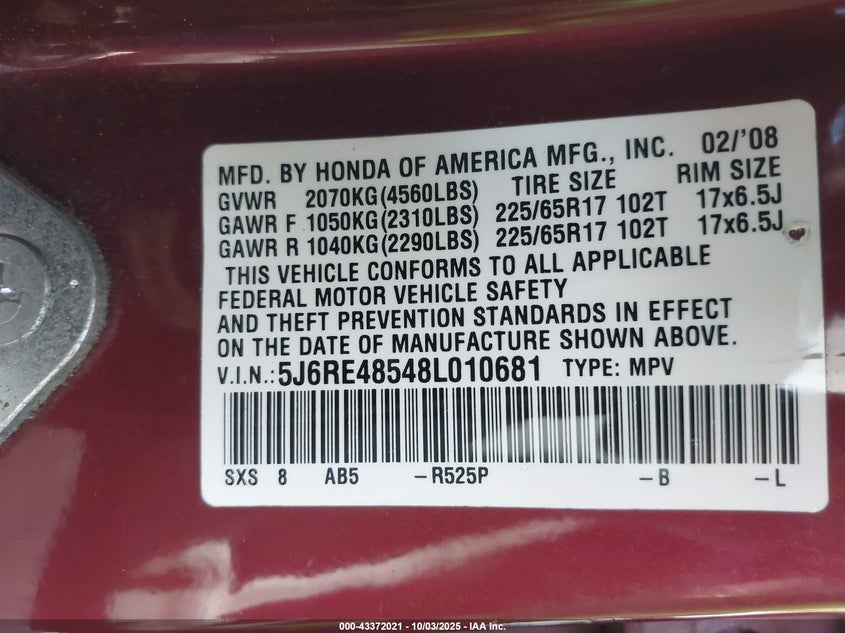 MFD. BY HONDA OF AMERICA MFG., INC. 02/'08
GVWR 2070KG(4560LBS) TIRE SIZE RIM SIZE
GAWR F 1050KG(2310LBS) 225/65R17 102T 17x6.5J
GAWR R 1040KG(2290LBS) 225/65R17 102T 17x6.5J
THIS VEHICLE CONFORMS TO ALL APPLICABLE
FEDERAL MOTOR VEHICLE SAFETY
AND THEFT PREVENTION STANDARDS IN EFFECT
ON THE DATE OF MANUFACTURE SHOWN ABOVE.
V.I.N.: 5J6RE48548L010681 TYPE: MPV
SXS 8 AB5 -R525P -B -L
000-43372021 - 10/03/2025 - IAA Inc.